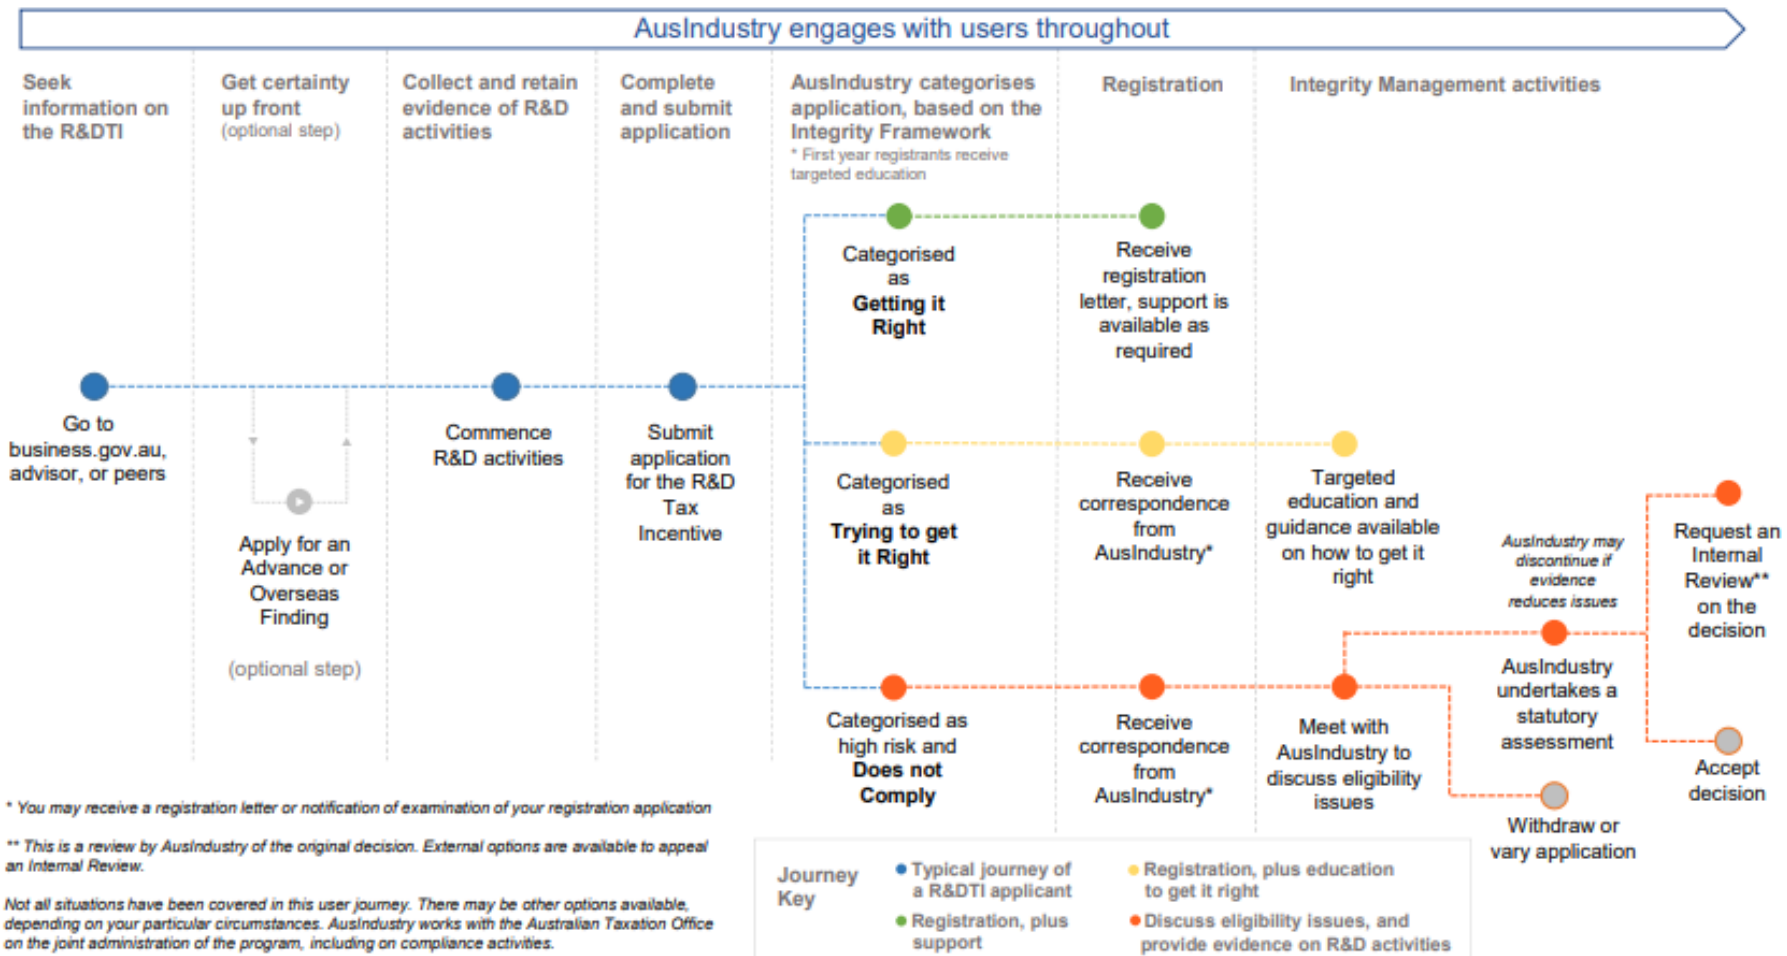 AusIndustry engages with users throughout
Seek
information on
the R&DTI
Get certainty
up front
(optional step)
Collect and retain
evidence of R&D
activities
Complete
and submit
application
AusIndustry categorises
application, based on the
Integrity Framework
* First year registrants receive
targeted education
Registration
Integrity Management activities
Categorised
as
Getting it
Right
Receive
registration
letter, support is
available as
required
Go to
business.gov.au,
advisor, or peers
Apply for an
Advance or
Overseas
Finding
(optional step)
Commence
R&D activities
Submit
application
for the R&D
Tax
Incentive
Categorised
as
Trying to get
it Right
Receive
correspondence
from
AusIndustry*
Targeted
education and
guidance available
on how to get it
right
Categorised as
high risk and
Does not
Comply
Receive
correspondence
from
AusIndustry*
Meet with
AusIndustry to
discuss eligibility
issues
AusIndustry may
discontinue if
evidence
reduces issues
AusIndustry
undertakes a
statutory
assessment
Request an
Internal
Review**
on the
decision
Accept
decision
Withdraw or
vary application
* You may receive a registration letter or notification of examination of your registration application
** This is a review by AusIndustry of the original decision. External options are available to appeal
an Internal Review.
Not all situations have been covered in this user journey. There may be other options available,
depending on your particular circumstances. AusIndustry works with the Australian Taxation Office
on the joint administration of the program, including on compliance activities.
Journey
Key
Typical journey of
a R&DTI applicant
Registration, plus
support
Registration, plus education
to get it right
Discuss eligibility issues, and
provide evidence on R&D activities